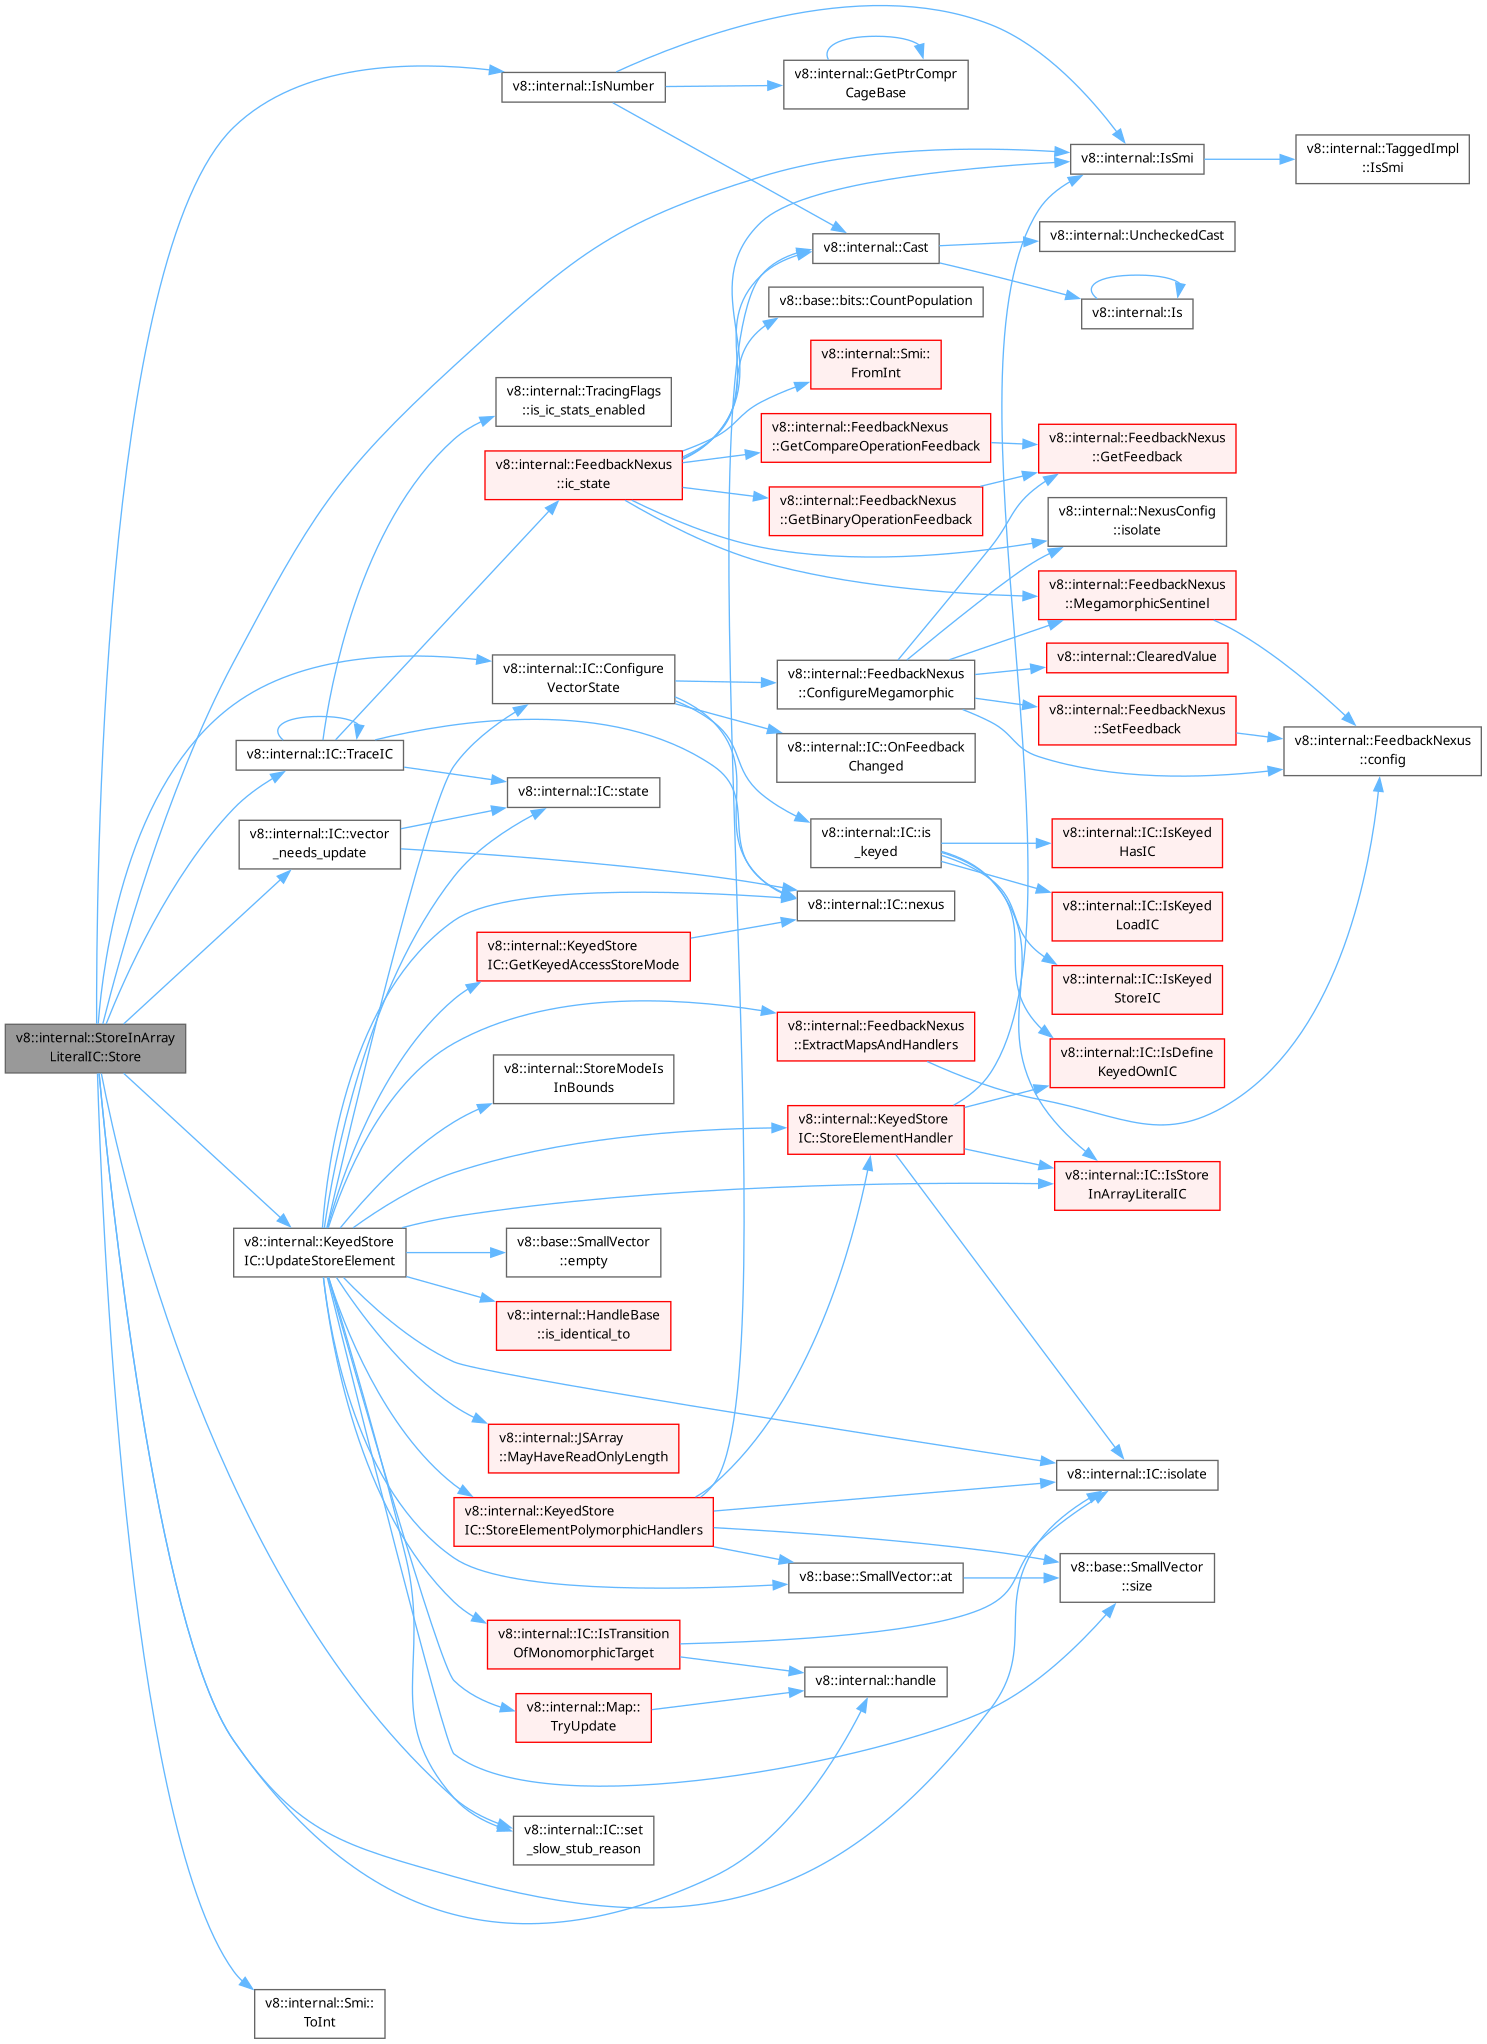 v8::internal::StoreInArray
LiteralIC::Store
v8::internal::IC::TraceIC
v8::internal::IC::vector
_needs_update
v8::internal::KeyedStore
IC::UpdateStoreElement
v8::internal::Smi::
ToInt
v8::internal::IsNumber
v8::internal::TracingFlags
::is_ic_stats_enabled
v8::internal::FeedbackNexus
::ic_state
v8::internal::IC::Configure
VectorState
v8::internal::IC::state
v8::internal::KeyedStore
IC::GetKeyedAccessStoreMode
v8::internal::StoreModeIs
InBounds
v8::base::SmallVector
::empty
v8::internal::HandleBase
::is_identical_to
v8::internal::JSArray
::MayHaveReadOnlyLength
v8::internal::KeyedStore
IC::StoreElementPolymorphicHandlers
v8::internal::IC::IsTransition
OfMonomorphicTarget
v8::internal::Map::
TryUpdate
v8::internal::IC::set
_slow_stub_reason
v8::internal::GetPtrCompr
CageBase
v8::internal::Cast
v8::base::bits::CountPopulation
v8::internal::Smi::
FromInt
v8::internal::FeedbackNexus
::GetCompareOperationFeedback
v8::internal::FeedbackNexus
::GetBinaryOperationFeedback
v8::internal::FeedbackNexus
::ConfigureMegamorphic
v8::internal::IC::OnFeedback
Changed
v8::internal::IC::is
_keyed
v8::internal::IC::nexus
v8::internal::FeedbackNexus
::ExtractMapsAndHandlers
v8::internal::KeyedStore
IC::StoreElementHandler
v8::base::SmallVector::at
v8::internal::handle
v8::internal::IsSmi
v8::internal::UncheckedCast
v8::internal::Is
v8::internal::FeedbackNexus
::GetFeedback
v8::internal::NexusConfig
::isolate
v8::internal::FeedbackNexus
::MegamorphicSentinel
v8::internal::ClearedValue
v8::internal::FeedbackNexus
::SetFeedback
v8::internal::IC::IsKeyed
HasIC
v8::internal::IC::IsKeyed
LoadIC
v8::internal::IC::IsKeyed
StoreIC
v8::internal::IC::IsDefine
KeyedOwnIC
v8::internal::IC::IsStore
InArrayLiteralIC
v8::internal::IC::isolate
v8::base::SmallVector
::size
v8::internal::TaggedImpl
::IsSmi
v8::internal::FeedbackNexus
::config